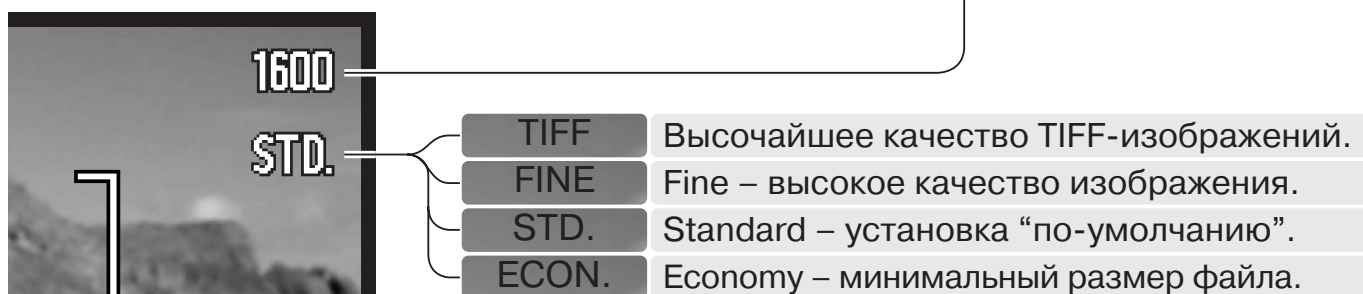 1600
STD.
TIFF Высочайшее качество TIFF-изображений.
FINE Fine – высокое качество изображения.
STD. Standard – установка “по-умолчанию”.
ECON. Economy – минимальный размер файла.